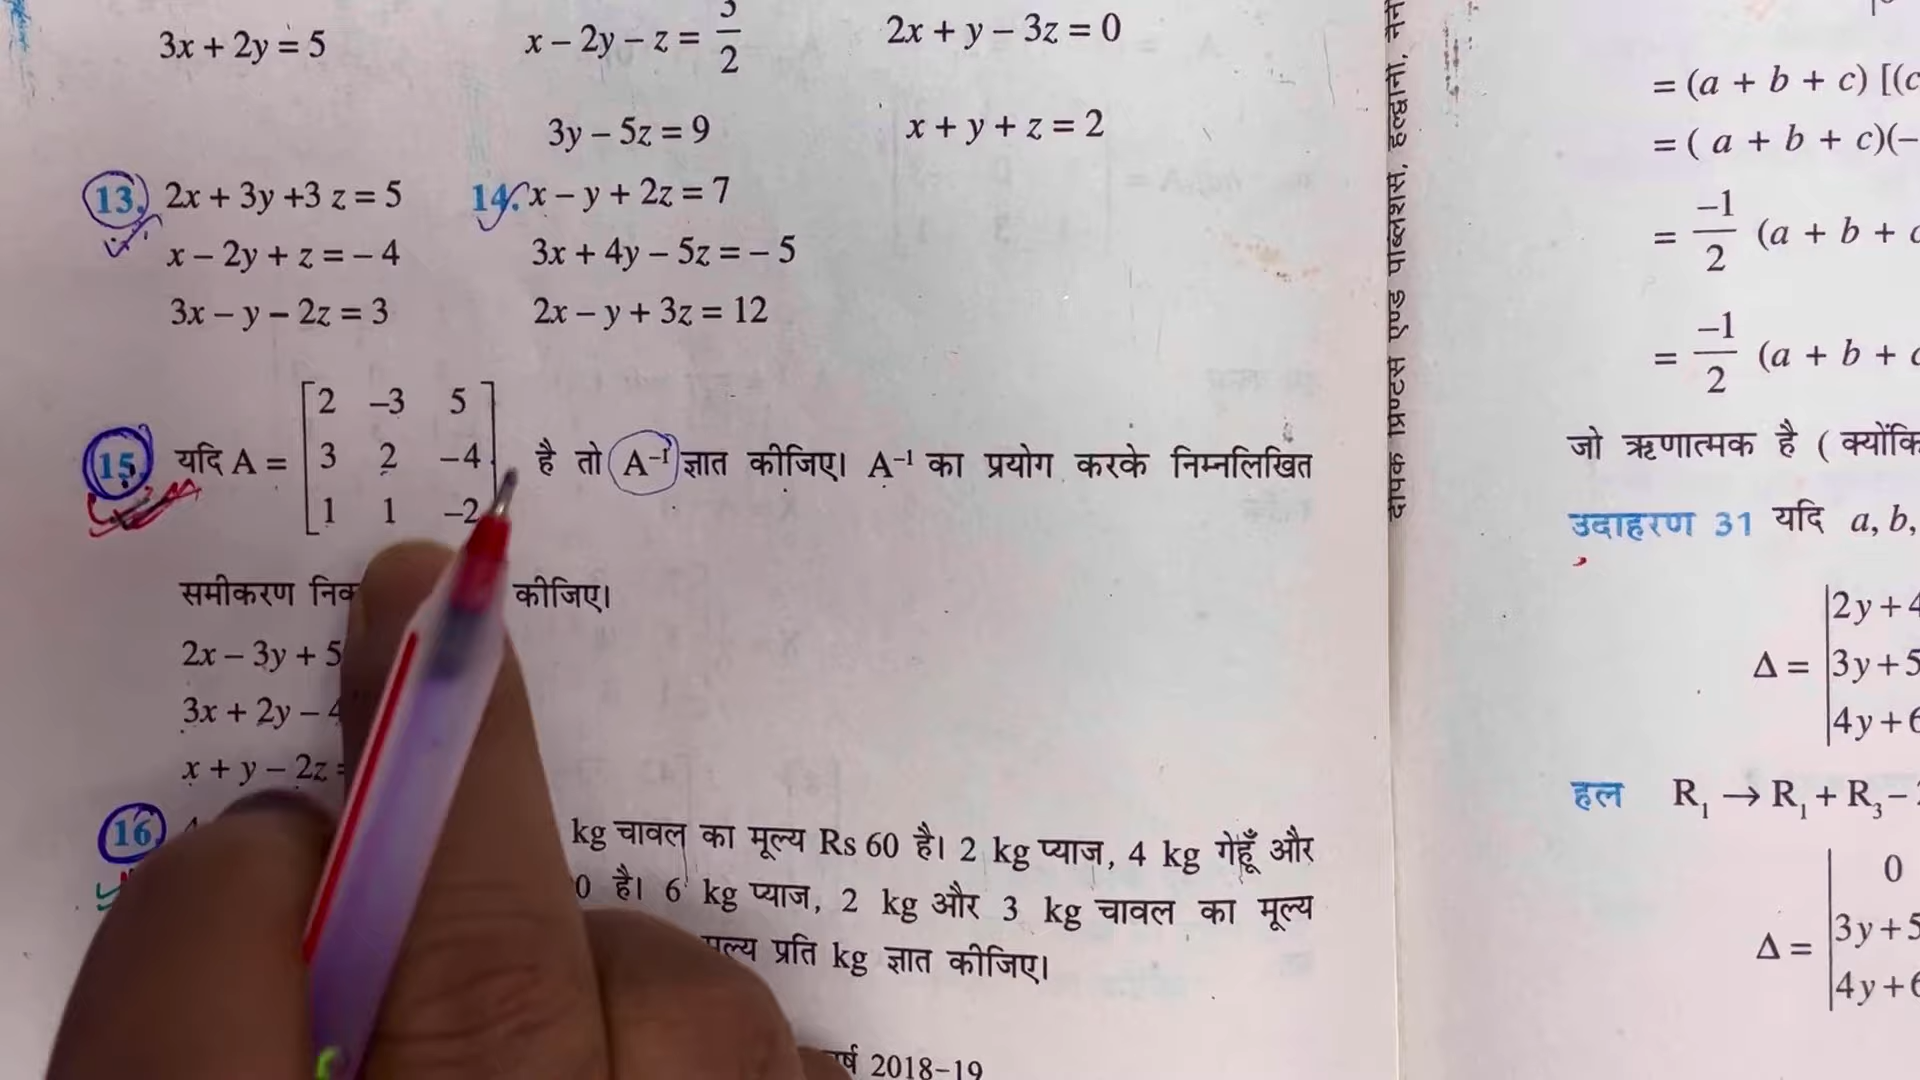 3x + 2y = 5
x – 2y – z = 3/2
2x + y – 3z = 0
3y – 5z = 9
x + y + z = 2
13. 2x + 3y +3 z = 5
x – 2y + z = – 4
3x – y – 2z = 3
14. x – y + 2z = 7
3x + 4y – 5z = – 5
2x – y + 3z = 12
15. यदि A = [2 –3 5
3 2 –4
1 1 –2] है तो A⁻¹ ज्ञात कीजिए। A⁻¹ का प्रयोग करके निम्नलिखित
समीकरण कीजिए।
2x – 3y + 5
3x + 2y – 4
x + y – 2z =
16. kg चावल का मूल्य Rs 60 है। 2 kg प्याज, 4 kg गेहूँ और
0 है। 6 kg प्याज, 2 kg और 3 kg चावल का मूल्य
प्रति kg ज्ञात कीजिए।
2018–19
= (a + b + c) [(c
= ( a + b + c)(–
= –1/2 (a + b + c
= –1/2 (a + b + c
जो ऋणात्मक है ( क्योंकि
उदाहरण 31 यदि a, b,
Δ = |2y + 4
3y + 5
4y + 6
हल R₁ → R₁ + R₃ –
Δ = | 0
3y + 5
4y + 6